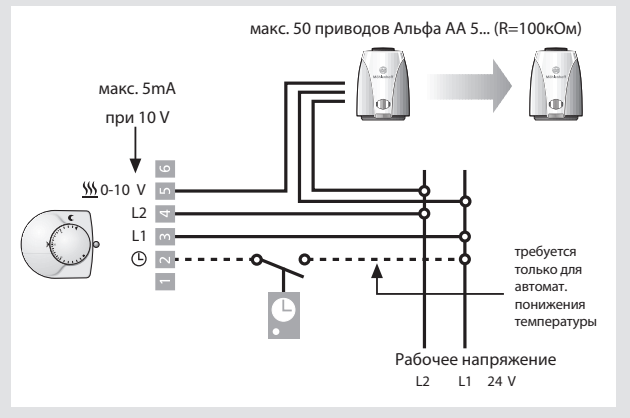 макс. 50 приводов Альфа АА 5... (R=100кОм)
макс. 5mA
при 10 V
6
0-10 V 5
L2 4
L1 3
2
1
требуется
только для
автомат.
понижения
температуры
Рабочее напряжение
L2 L1 24 V